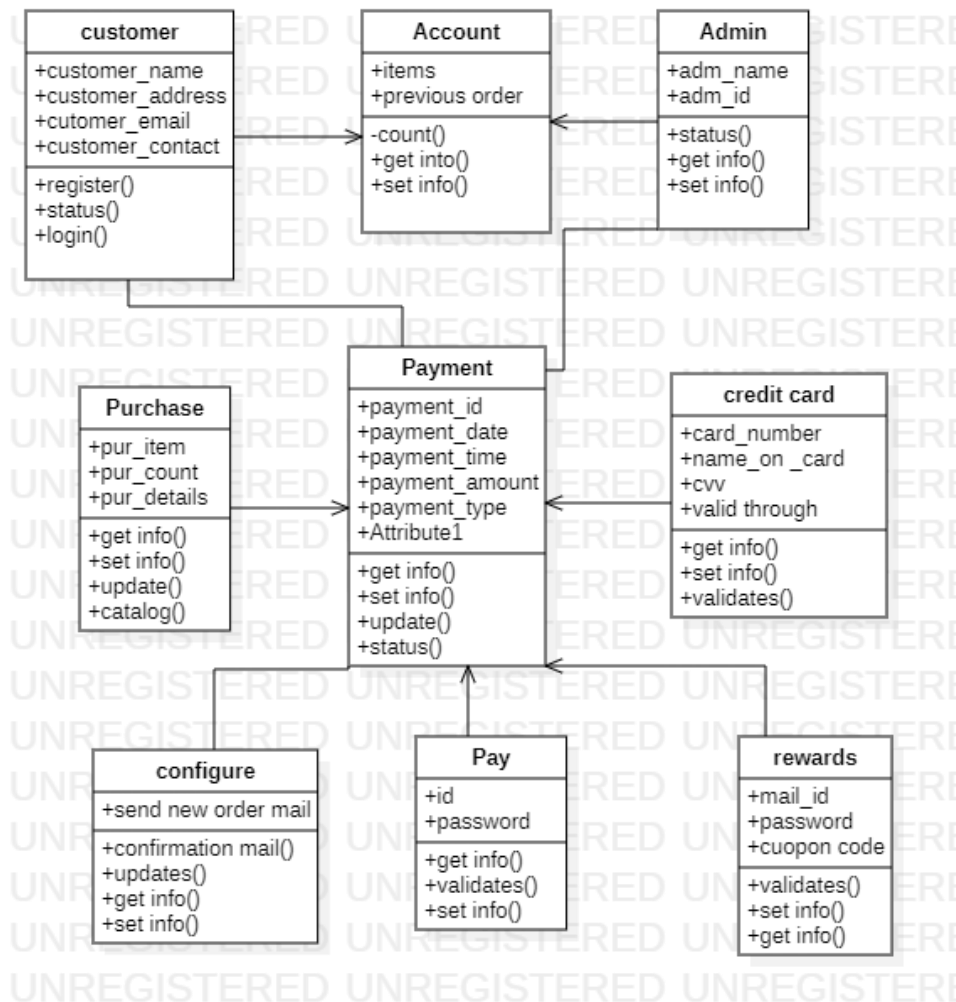 customer
+customer_name
+customer_address
+cutomer_email
+customer_contact
+register()
+status()
+login()
Account
+items
+previous order
-count()
+get into()
+set info()
Admin
+adm_name
+adm_id
+status()
+get info()
+set info()
Purchase
+pur_item
+pur_count
+pur_details
+get info()
+set info()
+update()
+catalog()
Payment
+payment_id
+payment_date
+payment_time
+payment_amount
+payment_type
+Attribute1
+get info()
+set info()
+update()
+status()
credit card
+card_number
+name_on _card
+cvv
+valid through
+get info()
+set info()
+validates()
configure
+send new order mail
+confirmation mail()
+updates()
+get info()
+set info()
Pay
+id
+password
+get info()
+validates()
+set info()
rewards
+mail_id
+password
+cuopon code
+validates()
+set info()
+get info()
UNREGISTERED